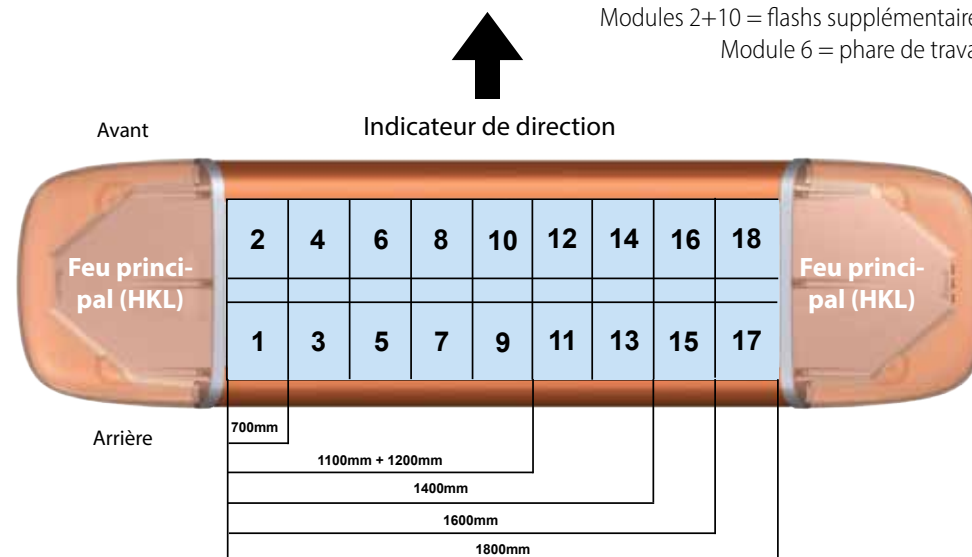 Modules 2+10 = flashs supplémentaire
Module 6 = phare de trava
Avant
Indicateur de direction
2 4 6 8 10 12 14 16 18
Feu princi-
pal (HKL)
Feu princi-
pal (HKL)
1 3 5 7 9 11 13 15 17
Arrière
700mm
1100mm + 1200mm
1400mm
1600mm
1800mm